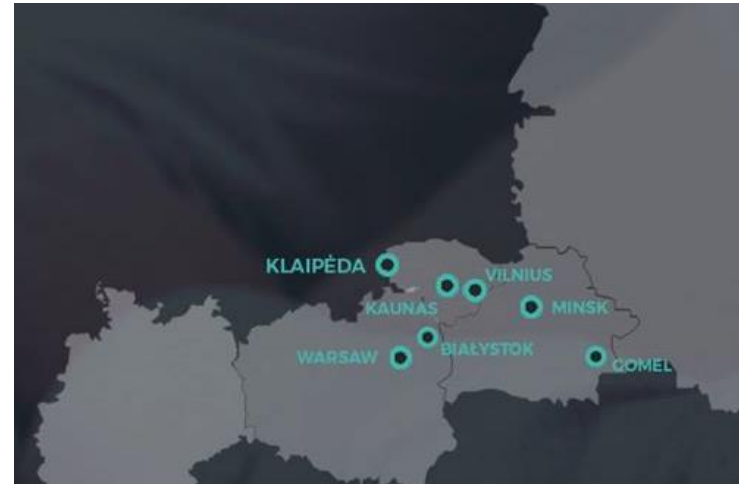 KLAIPĖDA
VILNIUS
KAUNAS
MINSK
BIAŁYSTOK
WARSAW
GOMEL